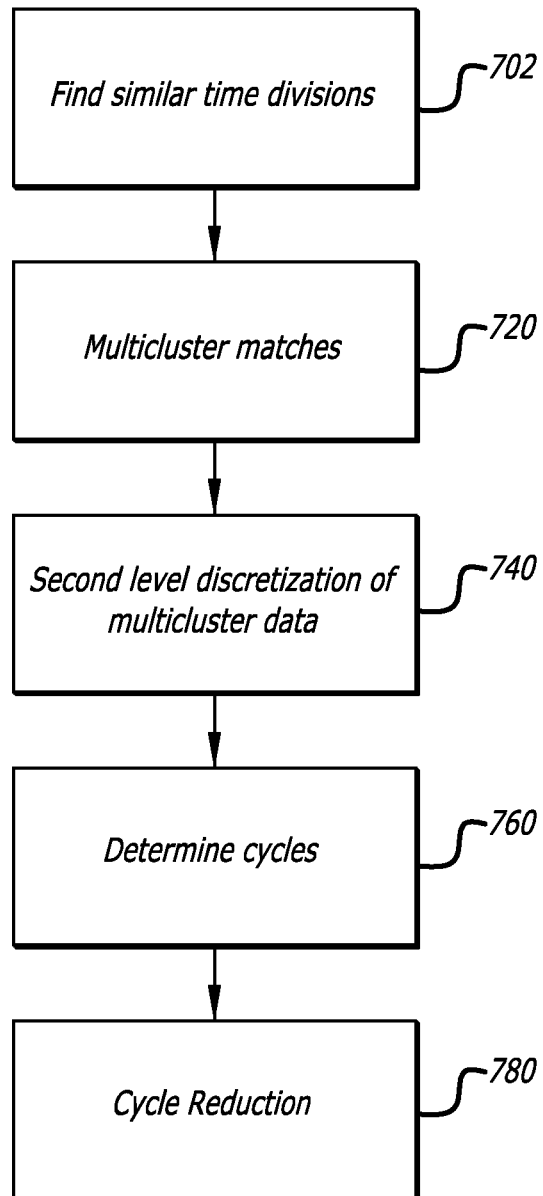 Find similar time divisions
702
Multicluster matches
720
Second level discretization of
multicluster data
740
Determine cycles
760
Cycle Reduction
780